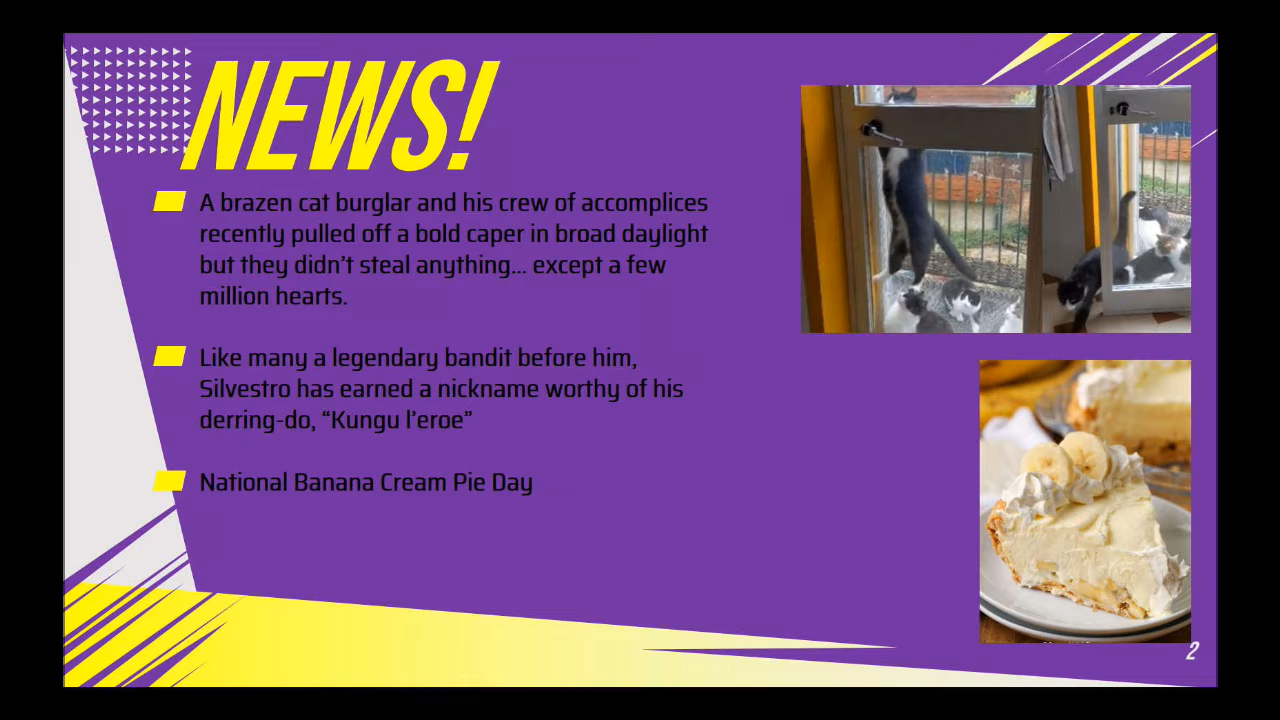 NEWS!
A brazen cat burglar and his crew of accomplices
recently pulled off a bold caper in broad daylight
but they didn't steal anything... except a few
million hearts.
Like many a legendary bandit before him,
Silvestro has earned a nickname worthy of his
derring-do, “Kungu l'eroe”
National Banana Cream Pie Day
2